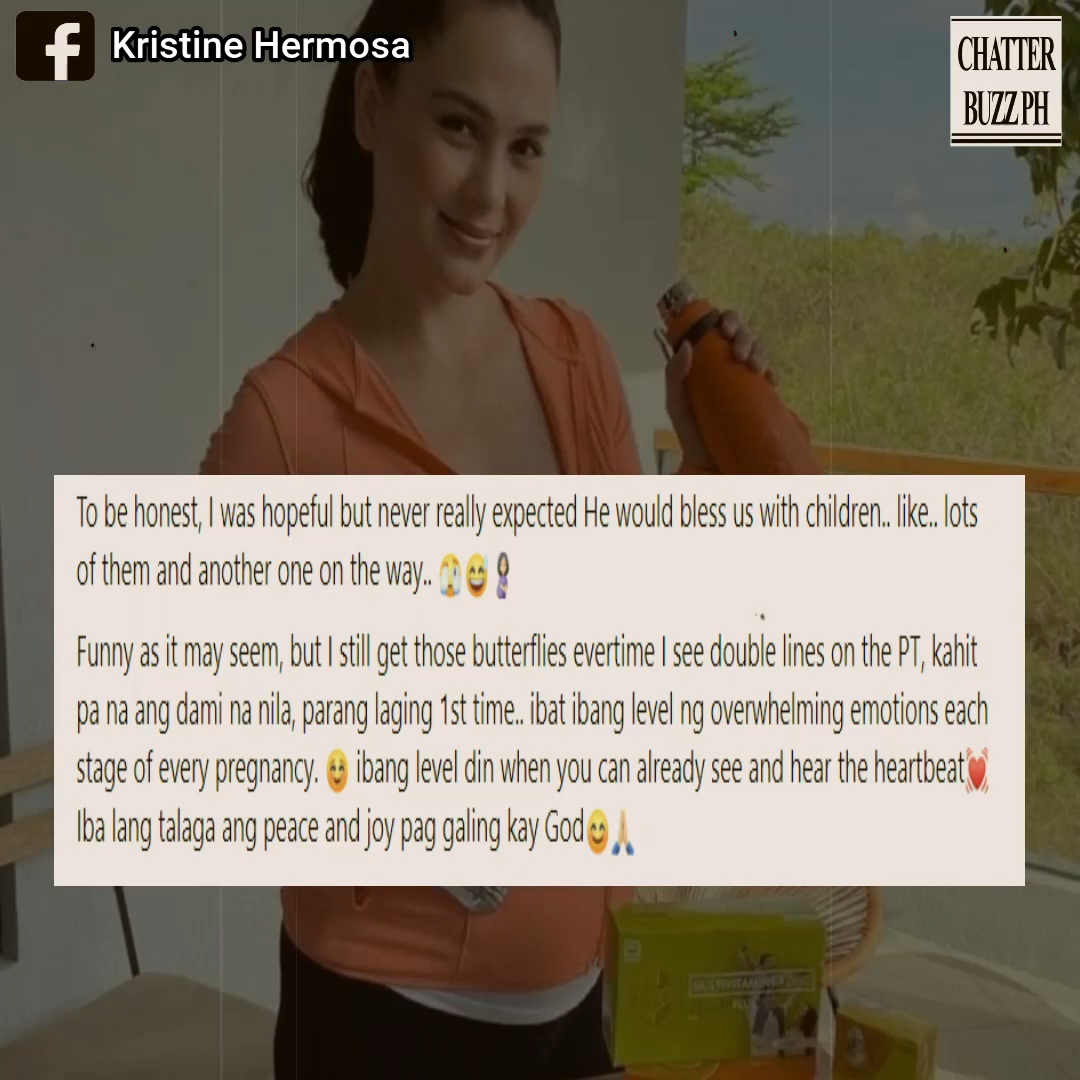 Kristine Hermosa
CHATTER
BUZZ PH
To be honest, I was hopeful but never really expected He would bless us with children.. like.. lots
of them and another one on the way.. 🫣😅🤰
Funny as it may seem, but I still get those butterflies evertime I see double lines on the PT, kahit
pa na ang dami na nila, parang laging 1st time.. ibat ibang level ng overwhelming emotions each
stage of every pregnancy. 😊 ibang level din when you can already see and hear the heartbeat💓
Iba lang talaga ang peace and joy pag galing kay God😊🙏
MULTIVITAMINS